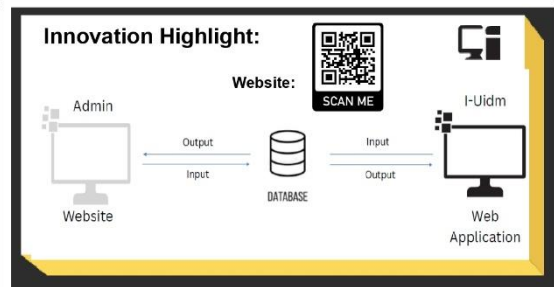 Innovation Highlight:
Website:
SCAN ME
Admin
I-Uidm
Output
Input
Input
Output
DATABASE
Website
Web
Application